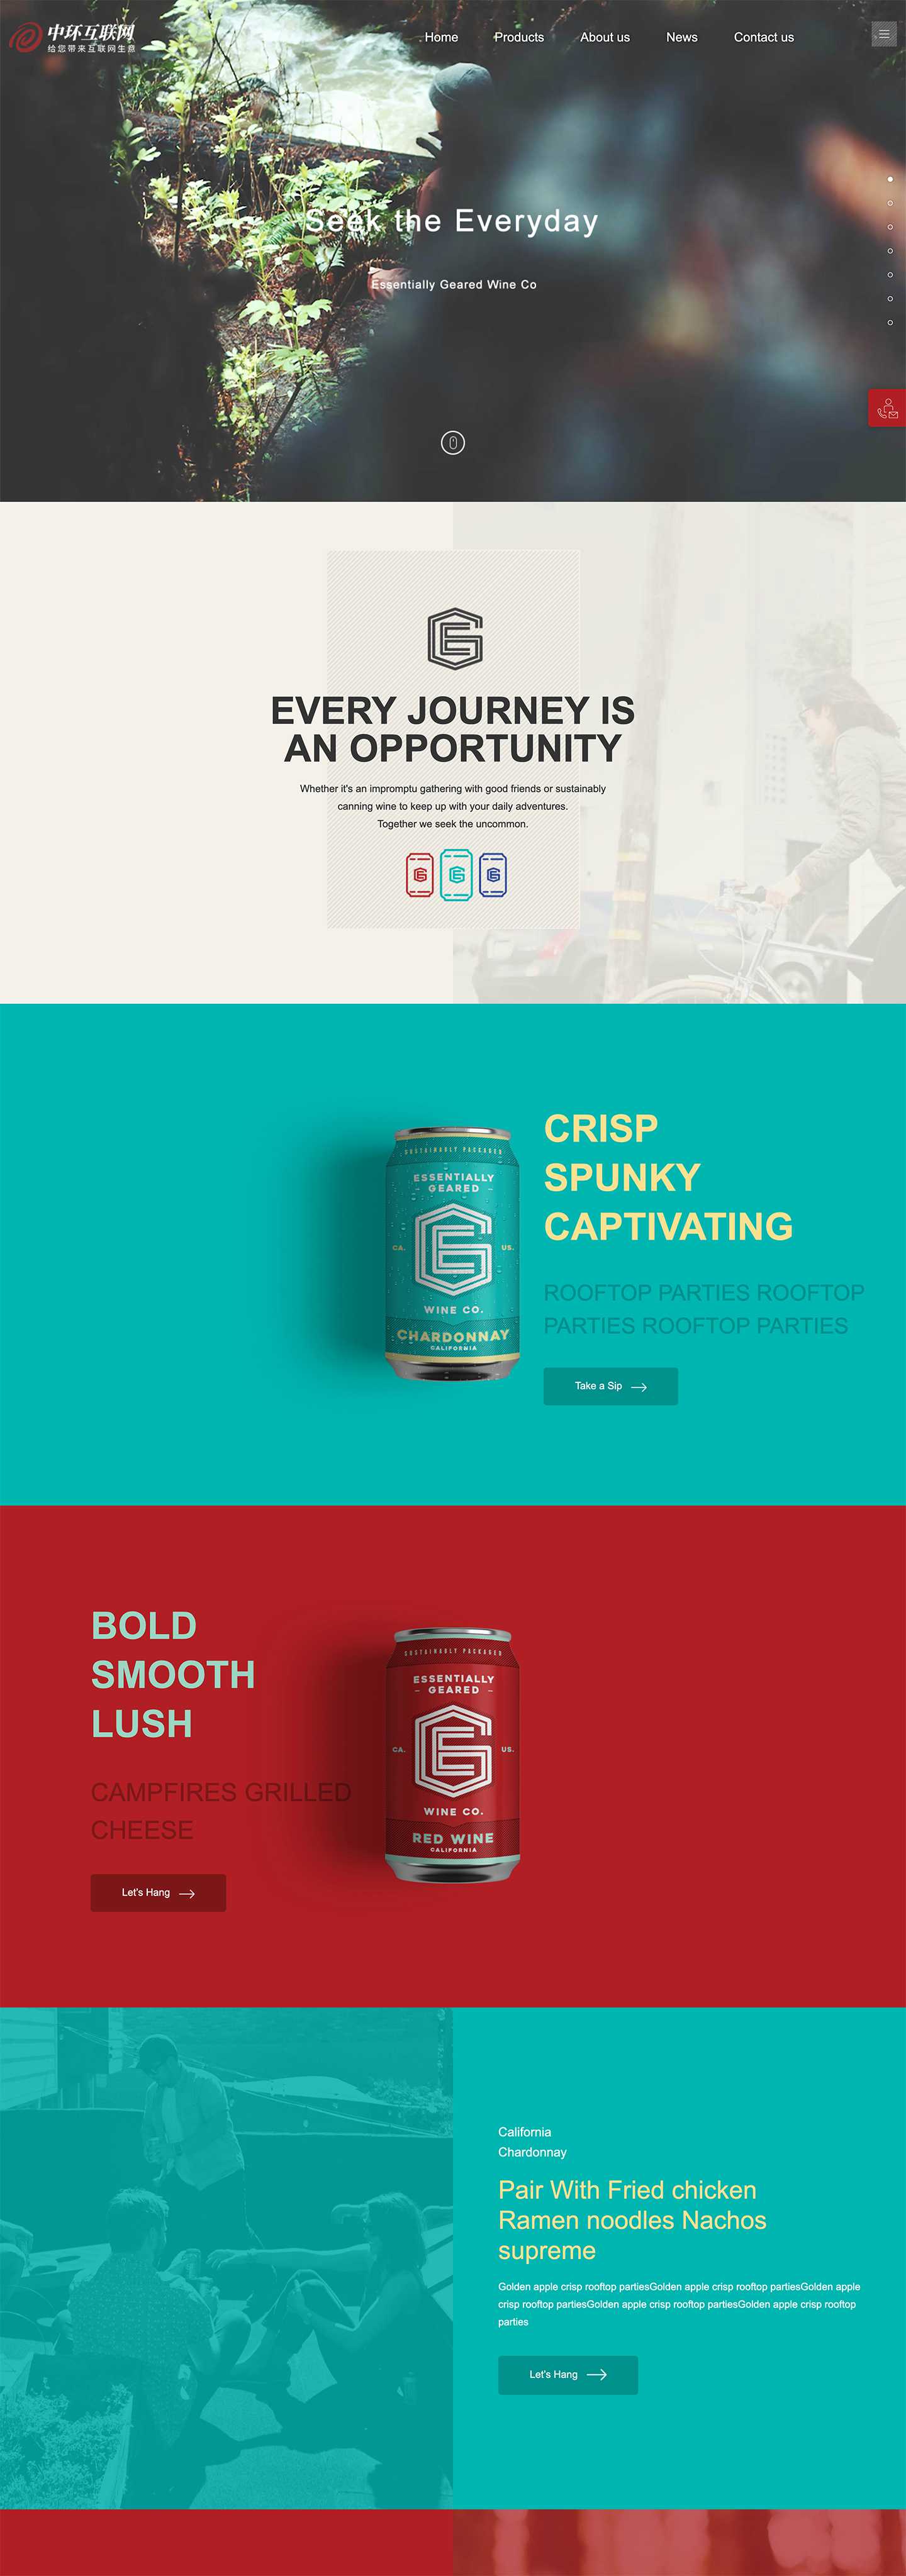 中环互联网
给您带来互联网生意
Home Products About us News Contact us
Seek the Everyday
Essentially Geared Wine Co
EVERY JOURNEY IS
AN OPPORTUNITY
Whether it's an impromptu gathering with good friends or sustainably
canning wine to keep up with your daily adventures.
Together we seek the uncommon.
SUSTAINABLY PACKAGED
ESSENTIALLY
GEARED
CA. US.
WINE CO.
CHARDONNAY
CALIFORNIA
CRISP
SPUNKY
CAPTIVATING
ROOFTOP PARTIES ROOFTOP
PARTIES ROOFTOP PARTIES
Take a Sip
BOLD
SMOOTH
LUSH
CAMPFIRES GRILLED
CHEESE
Let's Hang
SUSTAINABLY PACKAGED
ESSENTIALLY
GEARED
CA. US.
WINE CO.
RED WINE
CALIFORNIA
California
Chardonnay
Pair With Fried chicken
Ramen noodles Nachos
supreme
Golden apple crisp rooftop partiesGolden apple crisp rooftop partiesGolden apple
crisp rooftop partiesGolden apple crisp rooftop partiesGolden apple crisp rooftop
parties
Let's Hang